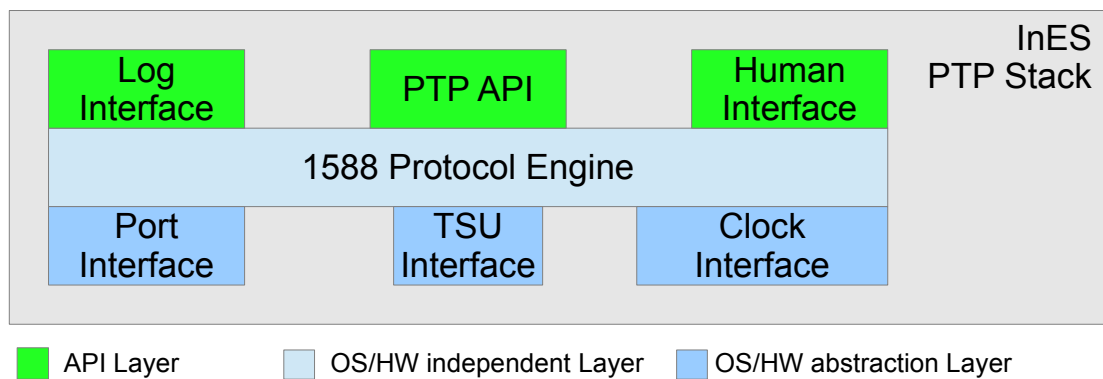 InES
PTP Stack
Log
Interface
PTP API
Human
Interface
1588 Protocol Engine
Port
Interface
TSU
Interface
Clock
Interface
API Layer
OS/HW independent Layer
OS/HW abstraction Layer